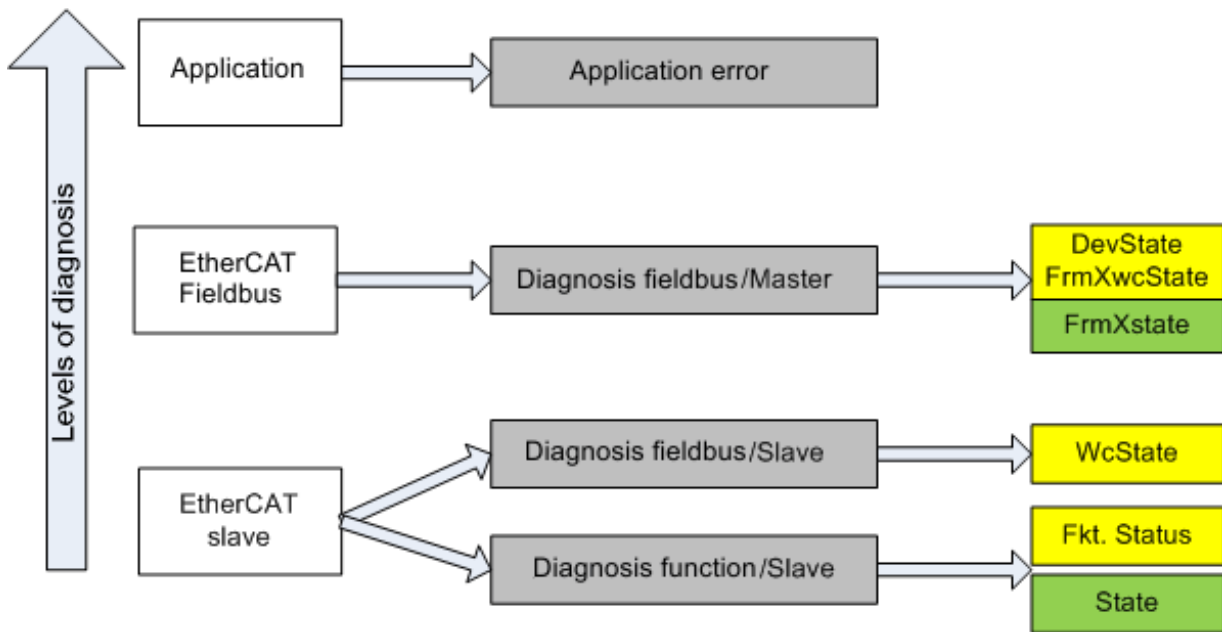 Levels of diagnosis
Application
Application error
EtherCAT
Fieldbus
Diagnosis fieldbus/Master
DevState
FrmXwcState
FrmXstate
EtherCAT
slave
Diagnosis fieldbus/Slave
WcState
Diagnosis function/Slave
Fkt. Status
State